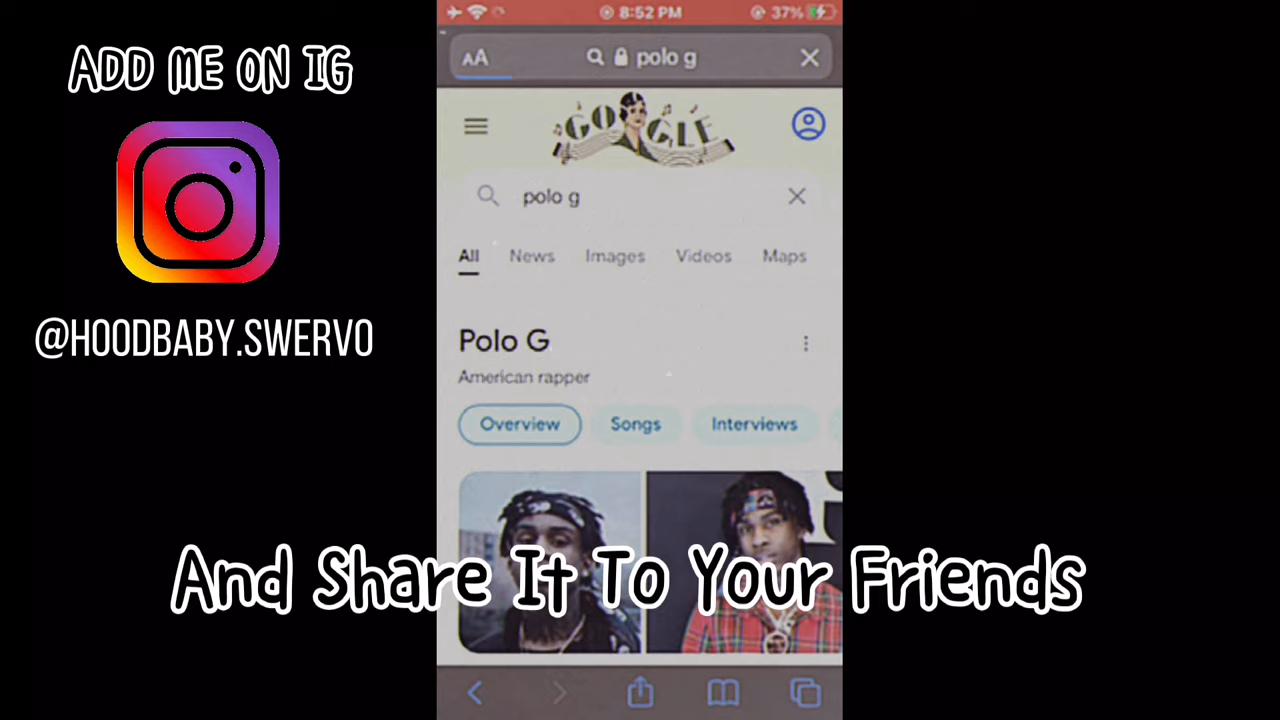 ADD ME ON IG
@HOODBABY.SWERVO
8:52 PM
37%
AA
polo g
GOOGLE
polo g
All News Images Videos Maps
Polo G
American rapper
Overview Songs Interviews
And Share It To Your Friends